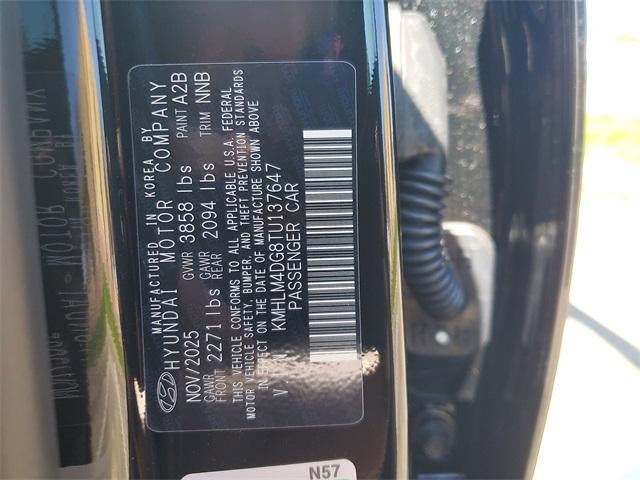 MANUFACTURED IN KOREA BY
HYUNDAI MOTOR COMPANY
NOV/2025 GVWR 3858 lbs PAINT A2B
GAWR FRONT 2271 lbs GAWR REAR 2094 lbs TRIM NNB
THIS VEHICLE CONFORMS TO ALL APPLICABLE U.S.A. FEDERAL
MOTOR VEHICLE SAFETY, BUMPER, AND THEFT PREVENTION STANDARDS
IN EFFECT ON THE DATE OF MANUFACTURE SHOWN ABOVE
KMHLM4DG8TU137647
PASSENGER CAR
N57